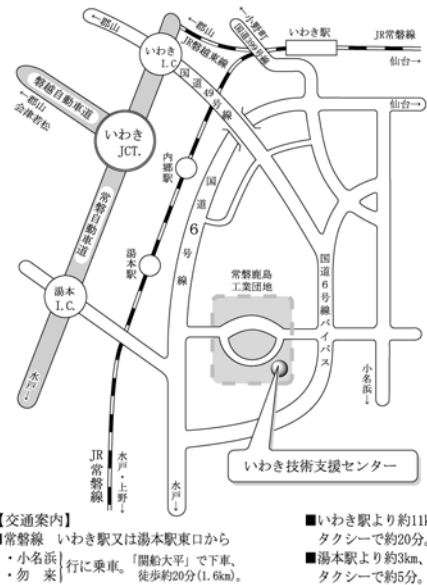 ←郡山
←小野町
国道399号線
←郡山
JR磐越東線
いわき駅
JR常磐線
仙台→
いわき
I.C.
国道49号線
仙台→
磐越自動車道
←郡山
会津若松
いわき
JCT.
内郷駅
国道6号線
常磐自動車道
湯本駅
常磐鹿島
工業団地
国道6号線バイパス
湯本
I.C.
小名浜→
水戸→
いわき技術支援センター
JR常磐線
水戸・上野→
水戸→
【交通案内】
■常磐線 いわき駅又は湯本駅東口から
・小名浜
・勿 来
行に乗車。「関船大平」で下車、
徒歩約20分(1.6km)。
■いわき駅より約11k
タクシーで約20分。
■湯本駅より約3km、
タクシーで約5分。